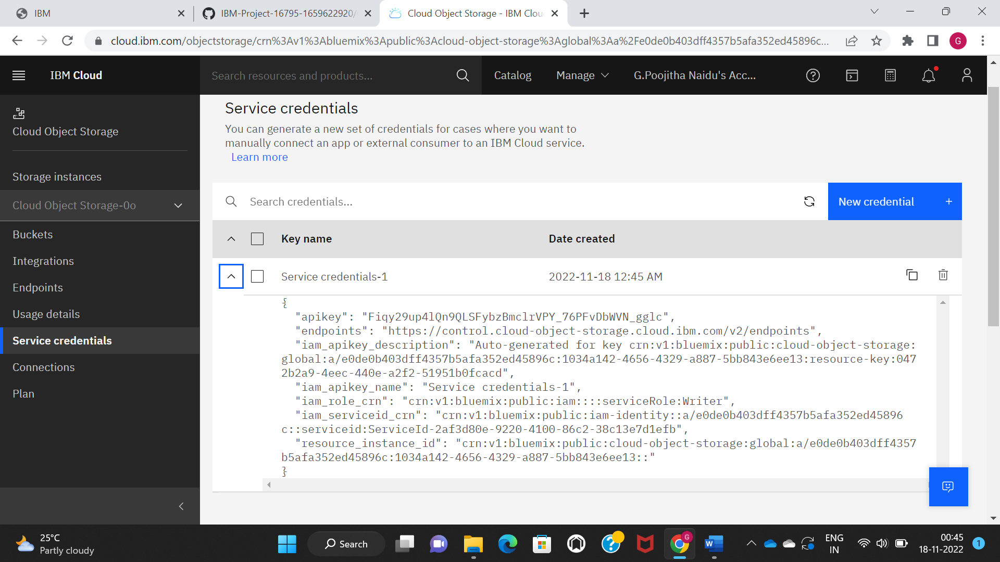 IBM
IBM-Project-16795-1659622920/
Cloud Object Storage - IBM Clou
cloud.ibm.com/objectstorage/crn%3Av1%3Abluemix%3Apublic%3Acloud-object-storage%3Aglobal%3Aa%2Fe0de0b403dff4357b5afa352ed45896c...
G
IBM Cloud
Search resources and products...
Catalog
Manage
G.Poojitha Naidu's Acc...
Cloud Object Storage
Storage instances
Cloud Object Storage-0o
Buckets
Integrations
Endpoints
Usage details
Service credentials
Connections
Plan
Service credentials
You can generate a new set of credentials for cases where you want to
manually connect an app or external consumer to an IBM Cloud service.
Learn more
Search credentials...
New credential +
Key name
Date created
Service credentials-1
2022-11-18 12:45 AM
{
"apikey": "Fiqy29up4lQn9QLSFybzBmclrVPY_76PFvDbWVN_gglc",
"endpoints": "https://control.cloud-object-storage.cloud.ibm.com/v2/endpoints",
"iam_apikey_description": "Auto-generated for key crn:v1:bluemix:public:cloud-object-storage:
global:a/e0de0b403dff4357b5afa352ed45896c:1034a142-4656-4329-a887-5bb843e6ee13:resource-key:047
2b2a9-4eec-440e-a2f2-51951b0fcacd",
"iam_apikey_name": "Service credentials-1",
"iam_role_crn": "crn:v1:bluemix:public:iam::::serviceRole:Writer",
"iam_serviceid_crn": "crn:v1:bluemix:public:iam-identity::a/e0de0b403dff4357b5afa352ed45896
c::serviceid:ServiceId-2af3d80e-9220-4100-86c2-38c13e7d1efb",
"resource_instance_id": "crn:v1:bluemix:public:cloud-object-storage:global:a/e0de0b403dff4357
b5afa352ed45896c:1034a142-4656-4329-a887-5bb843e6ee13::"
}
25°C
Partly cloudy
Search
G
W
ENG
IN
00:45
18-11-2022
1